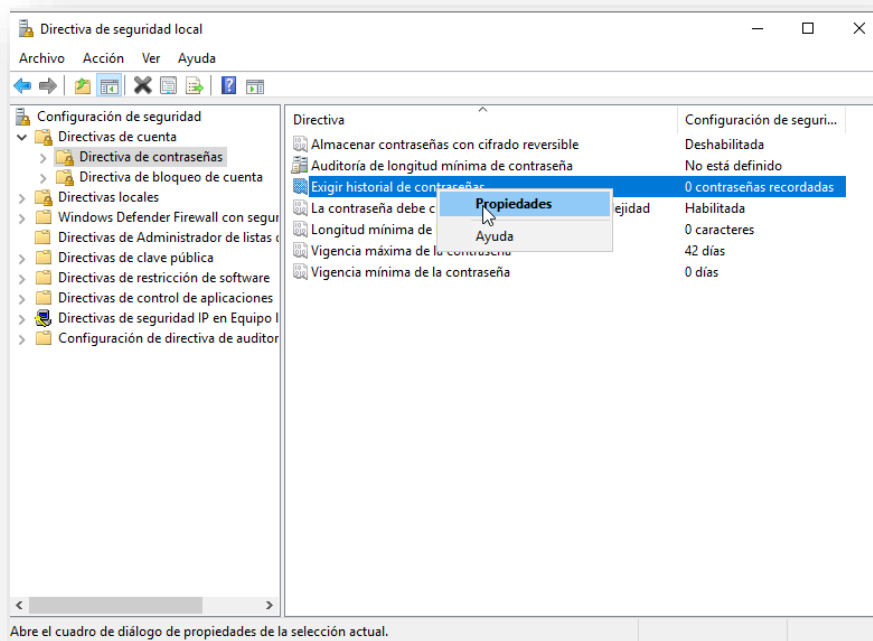 Directiva de seguridad local
Archivo Acción Ver Ayuda
Configuración de seguridad
Directivas de cuenta
Directiva de contraseñas
Directiva de bloqueo de cuenta
Directivas locales
Windows Defender Firewall con segur
Directivas de Administrador de listas
Directivas de clave pública
Directivas de restricción de software
Directivas de control de aplicaciones
Directivas de seguridad IP en Equipo l
Configuración de directiva de auditor
Directiva Configuración de seguri...
Almacenar contraseñas con cifrado reversible Deshabilitada
Auditoría de longitud mínima de contraseña No está definido
Exigir historial de contraseñas 0 contraseñas recordadas
La contraseña debe c ejidad Habilitada
Longitud mínima de 0 caracteres
Vigencia máxima de la contraseña 42 días
Vigencia mínima de la contraseña 0 días
Propiedades
Ayuda
Abre el cuadro de diálogo de propiedades de la selección actual.